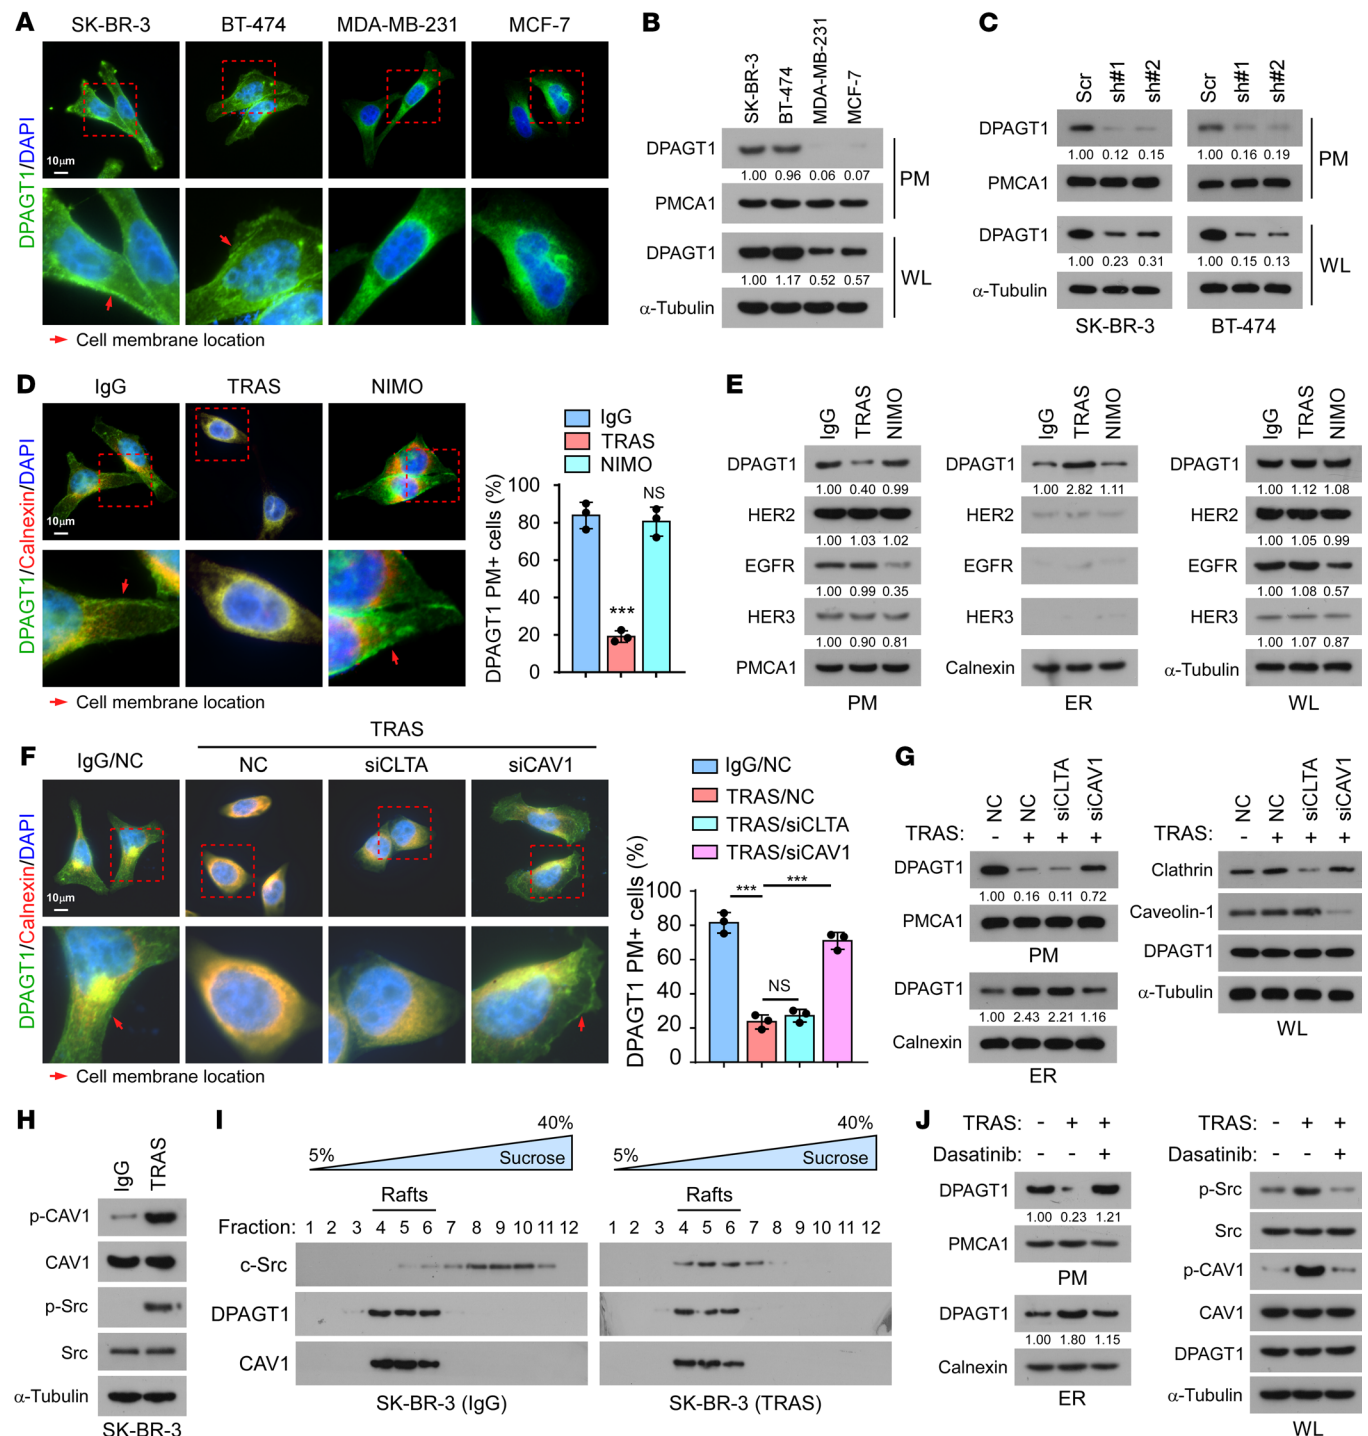 A
SK-BR-3 BT-474 MDA-MB-231 MCF-7
DPAGT1/DAPI
10μm
Cell membrane location
B
SK-BR-3 BT-474 MDA-MB-231 MCF-7
DPAGT1
1.00 0.96 0.06 0.07
PMCA1
PM
DPAGT1
1.00 1.17 0.52 0.57
α-Tubulin
WL
C
Scr sh#1 sh#2 Scr sh#1 sh#2
DPAGT1
1.00 0.12 0.15 1.00 0.16 0.19
PMCA1
PM
DPAGT1
1.00 0.23 0.31 1.00 0.15 0.13
α-Tubulin
WL
SK-BR-3 BT-474
D
IgG TRAS NIMO
DPAGT1/Calnexin/DAPI
10μm
Cell membrane location
IgG
TRAS
NIMO
DPAGT1 PM+ cells (%)
100
80
60
40
20
0
***
NS
E
IgG TRAS NIMO IgG TRAS NIMO IgG TRAS NIMO
DPAGT1 DPAGT1 DPAGT1
1.00 0.40 0.99 1.00 2.82 1.11 1.00 1.12 1.08
HER2 HER2 HER2
1.00 1.03 1.02 1.00 1.05 0.99
EGFR EGFR EGFR
1.00 0.99 0.35 1.00 1.08 0.57
HER3 HER3 HER3
1.00 0.90 0.81 1.00 1.07 0.87
PMCA1 Calnexin α-Tubulin
PM ER WL
F
TRAS
IgG/NC NC siCLTA siCAV1
DPAGT1/Calnexin/DAPI
10μm
Cell membrane location
IgG/NC
TRAS/NC
TRAS/siCLTA
TRAS/siCAV1
DPAGT1 PM+ cells (%)
100
80
60
40
20
0
*** ***
NS
G
NC NC siCLTA siCAV1
TRAS: - + + +
DPAGT1
1.00 0.16 0.11 0.72
PMCA1
PM
DPAGT1
1.00 2.43 2.21 1.16
Calnexin
ER
NC NC siCLTA siCAV1
TRAS: - + + +
Clathrin
Caveolin-1
DPAGT1
α-Tubulin
WL
H
IgG TRAS
p-CAV1
CAV1
p-Src
Src
α-Tubulin
SK-BR-3
I
5% 40% 5% 40%
Sucrose Sucrose
Rafts Rafts
Fraction: 1 2 3 4 5 6 7 8 9 10 11 12 1 2 3 4 5 6 7 8 9 10 11 12
c-Src
DPAGT1
CAV1
SK-BR-3 (IgG) SK-BR-3 (TRAS)
J
TRAS: - + +
Dasatinib: - - +
DPAGT1
1.00 0.23 1.21
PMCA1
PM
DPAGT1
1.00 1.80 1.15
Calnexin
ER
TRAS: - + +
Dasatinib: - - +
p-Src
Src
p-CAV1
CAV1
DPAGT1
α-Tubulin
WL